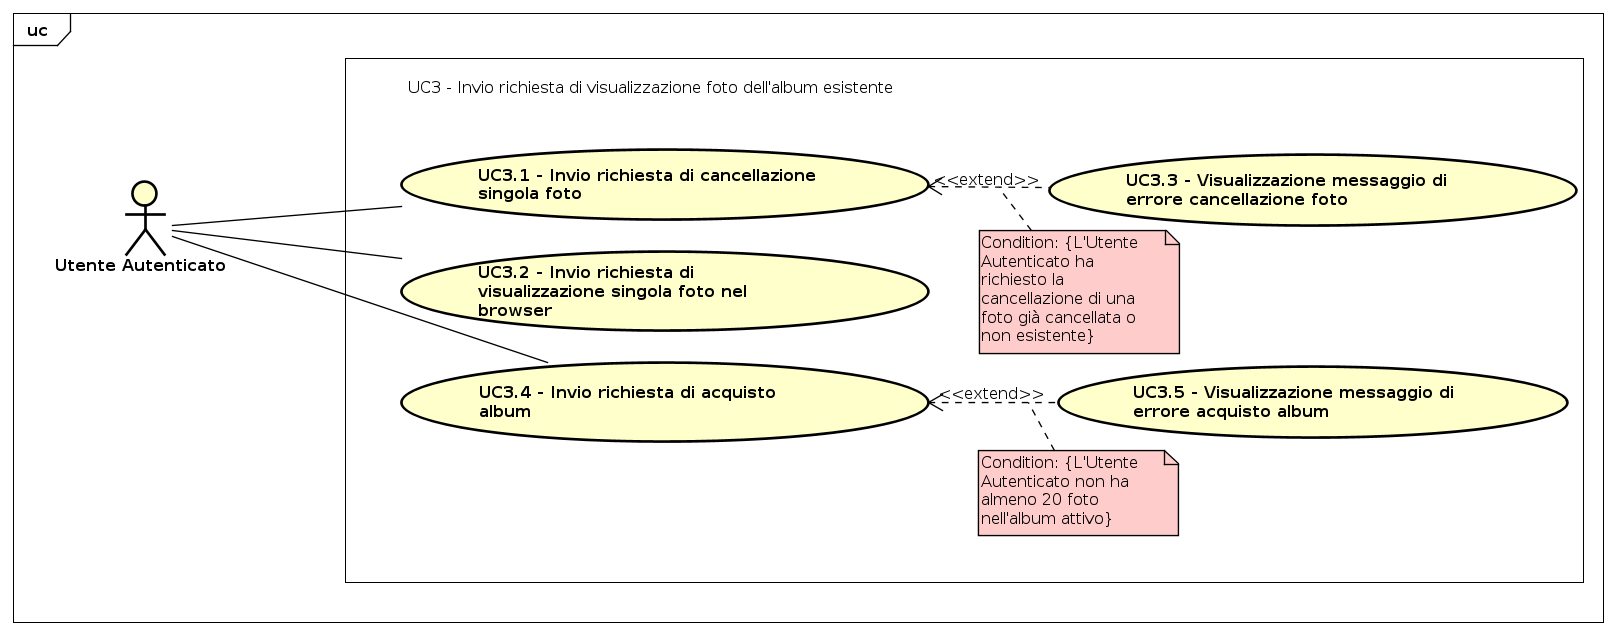 uc
UC3 - Invio richiesta di visualizzazione foto dell'album esistente
Utente Autenticato
UC3.1 - Invio richiesta di cancellazione
singola foto
<<extend>>
UC3.3 - Visualizzazione messaggio di
errore cancellazione foto
Condition: {L'Utente
Autenticato ha
richiesto la
cancellazione di una
foto già cancellata o
non esistente}
UC3.2 - Invio richiesta di
visualizzazione singola foto nel
browser
UC3.4 - Invio richiesta di acquisto
album
<<extend>>
UC3.5 - Visualizzazione messaggio di
errore acquisto album
Condition: {L'Utente
Autenticato non ha
almeno 20 foto
nell'album attivo}